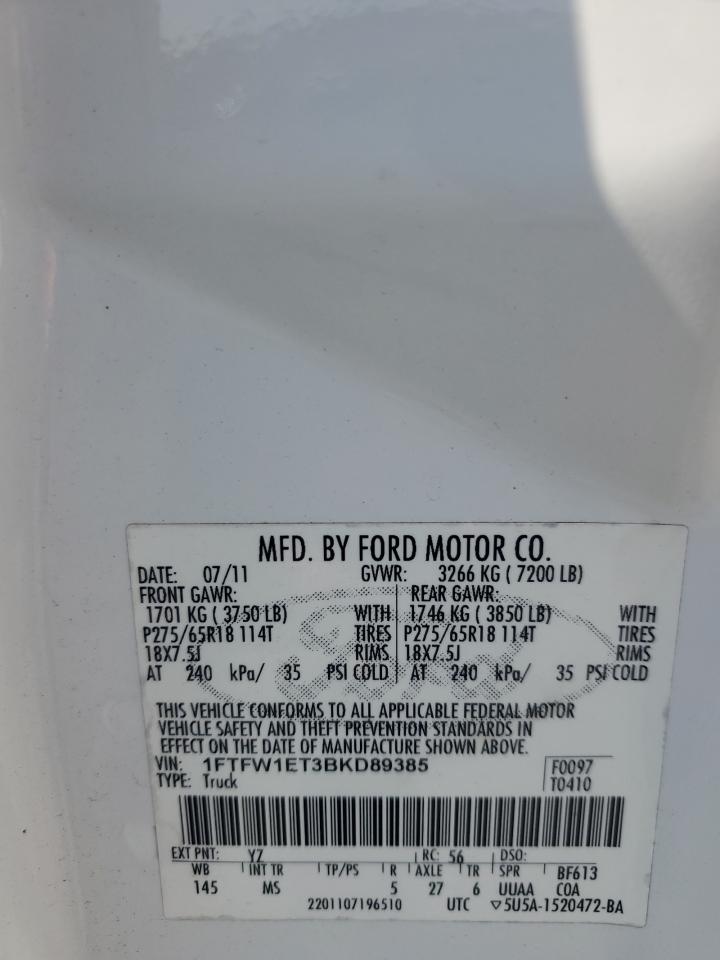 MFD. BY FORD MOTOR CO.
DATE: 07/11 GVWR: 3266 KG ( 7200 LB)
FRONT GAWR: REAR GAWR:
1701 KG ( 3750 LB) WITH 1746 KG ( 3850 LB) WITH
P275/65R18 114T TIRES P275/65R18 114T TIRES
18X7.5J RIMS 18X7.5J RIMS
AT 240 kPa/ 35 PSI COLD AT 240 kPa/ 35 PSI COLD
THIS VEHICLE CONFORMS TO ALL APPLICABLE FEDERAL MOTOR
VEHICLE SAFETY AND THEFT PREVENTION STANDARDS IN
EFFECT ON THE DATE OF MANUFACTURE SHOWN ABOVE.
VIN: 1FTFW1ET3BKD89385 F0097
TYPE: Truck T0410
EXT PNT: YZ RC: 56 DSO:
WB INT TR TP/PS R AXLE TR SPR BF613
145 MS 5 27 6 UUAA COA
2201107196510 UTC ▽5U5A-1520472-BA